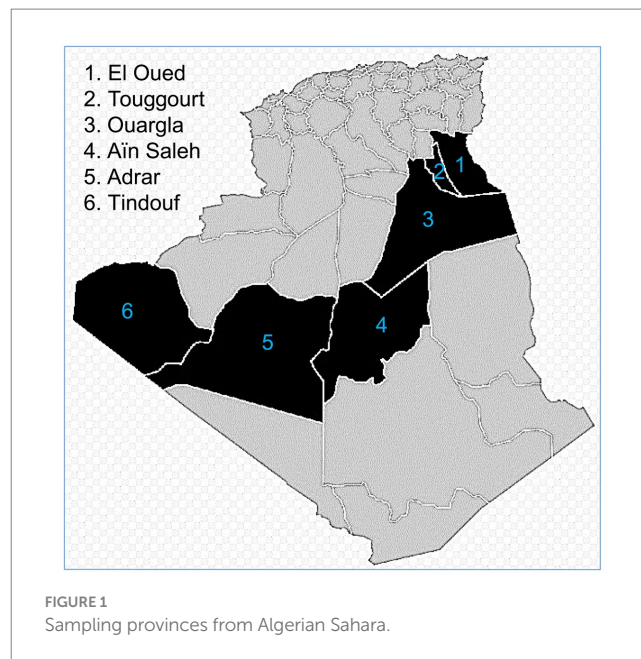 1. El Oued
2. Touggourt
3. Ouargla
4. Aïn Saleh
5. Adrar
6. Tindouf
1
2
3
4
5
6
FIGURE 1
Sampling provinces from Algerian Sahara.